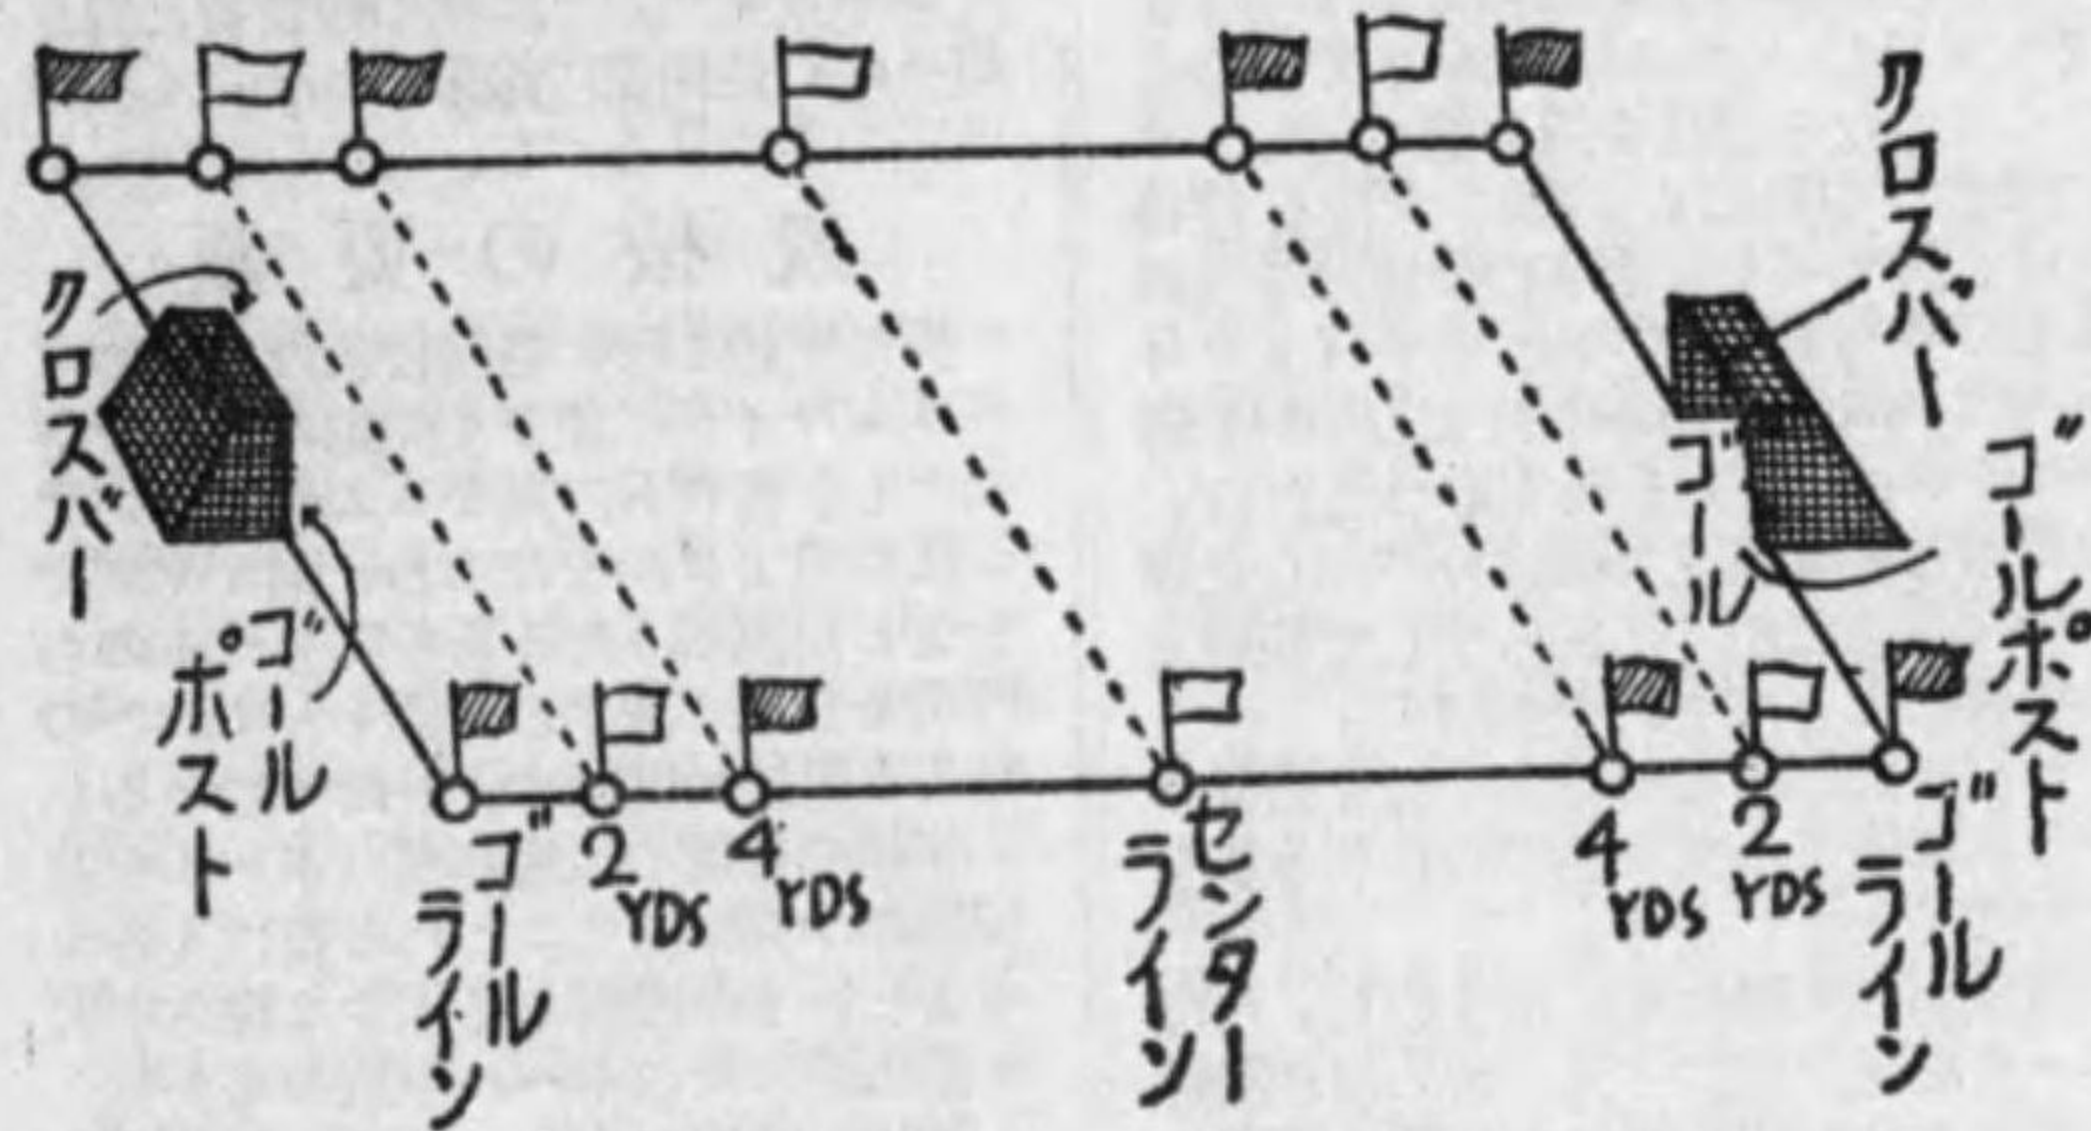 クロスバー
ゴール
ポスト
ゴール
ライン
2 YDS
4 YDS
センター
ライン
4 YDS
2 YDS
ゴール
ライン
ゴール
クロスバー
ゴールポスト